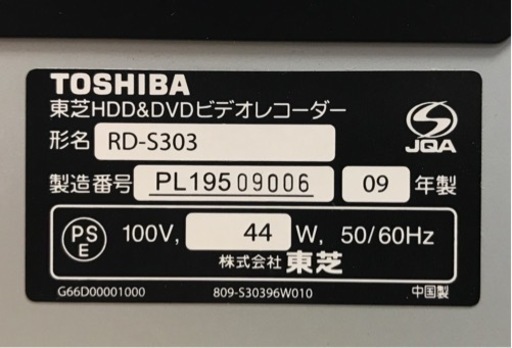 TOSHIBA
東芝HDD&DVDビデオレコーダー
形名 RD-S303
JQA
製造番号 PL19509006 09 年製
PS E 100V, 44 W, 50/60Hz
株式会社 東芝
G66D00001000 809-S30396W010 中国製